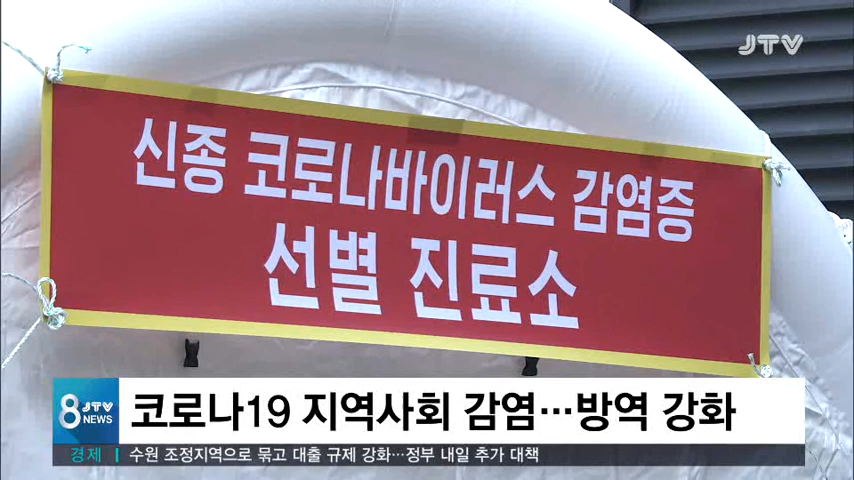 JTV
신종 코로나바이러스 감염증
선별 진료소
8 JTV NEWS
코로나19 지역사회 감염…방역 강화
경제 | 수원 조정지역으로 묶고 대출 규제 강화…정부 내일 추가 대책